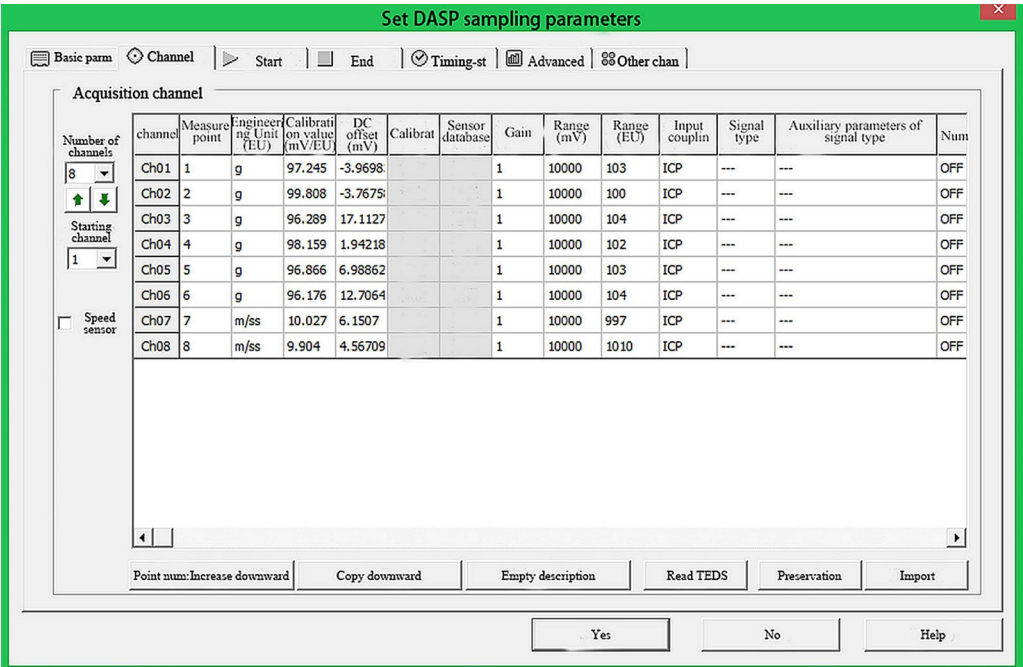 Set DASP sampling parameters
Basic parm Channel Start End Timing-st Advanced Other chan
Acquisition channel
Number of
channels
8
Starting
channel
1
Speed
sensor
channel Measure point Engineeri ng Unit (EU) Calibrati on value (mV/EU) DC offset (mV) Calibrat Sensor database Gain Range (mV) Range (EU) Input couplin Signal type Auxiliary parameters of signal type Num
Ch01 1 g 97.245 -3.9698 1 10000 103 ICP --- --- OFF
Ch02 2 g 99.808 -3.7675 1 10000 100 ICP --- --- OFF
Ch03 3 g 96.289 17.1127 1 10000 104 ICP --- --- OFF
Ch04 4 g 98.159 1.94218 1 10000 102 ICP --- --- OFF
Ch05 5 g 96.866 6.98862 1 10000 103 ICP --- --- OFF
Ch06 6 g 96.176 12.7064 1 10000 104 ICP --- --- OFF
Ch07 7 m/ss 10.027 6.1507 1 10000 997 ICP --- --- OFF
Ch08 8 m/ss 9.904 4.56709 1 10000 1010 ICP --- --- OFF
Point num:Increase downward Copy downward Empty description Read TEDS Preservation Import
Yes No Help